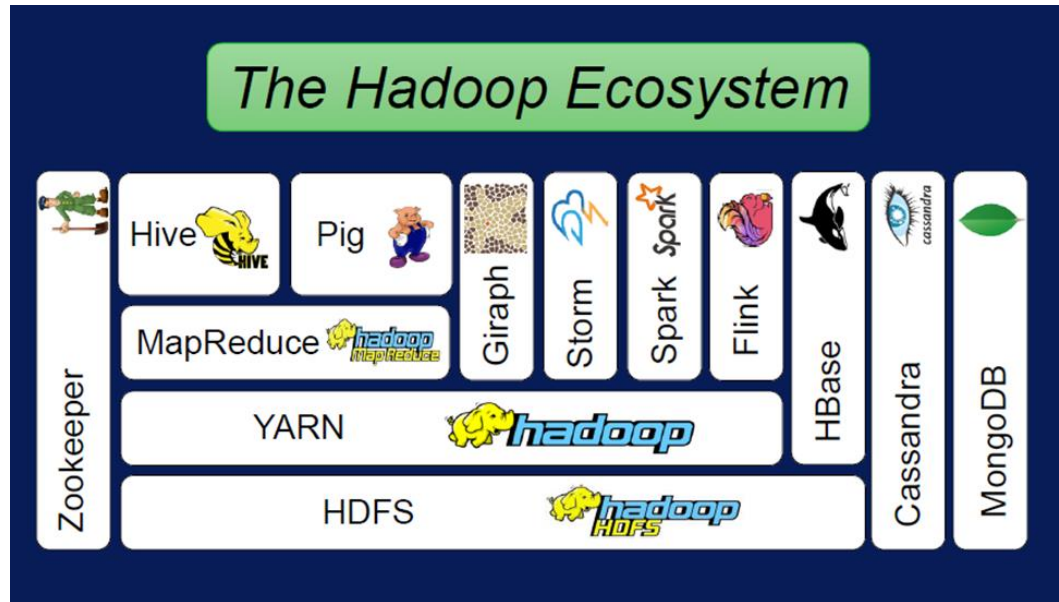 The Hadoop Ecosystem
Zookeeper
Hive
HIVE
Pig
MapReduce
hadoop
Map Reduce
Giraph
Storm
Spark
Spark
Flink
HBase
cassandra
Cassandra
MongoDB
YARN
hadoop
HDFS
hadoop
HDFS